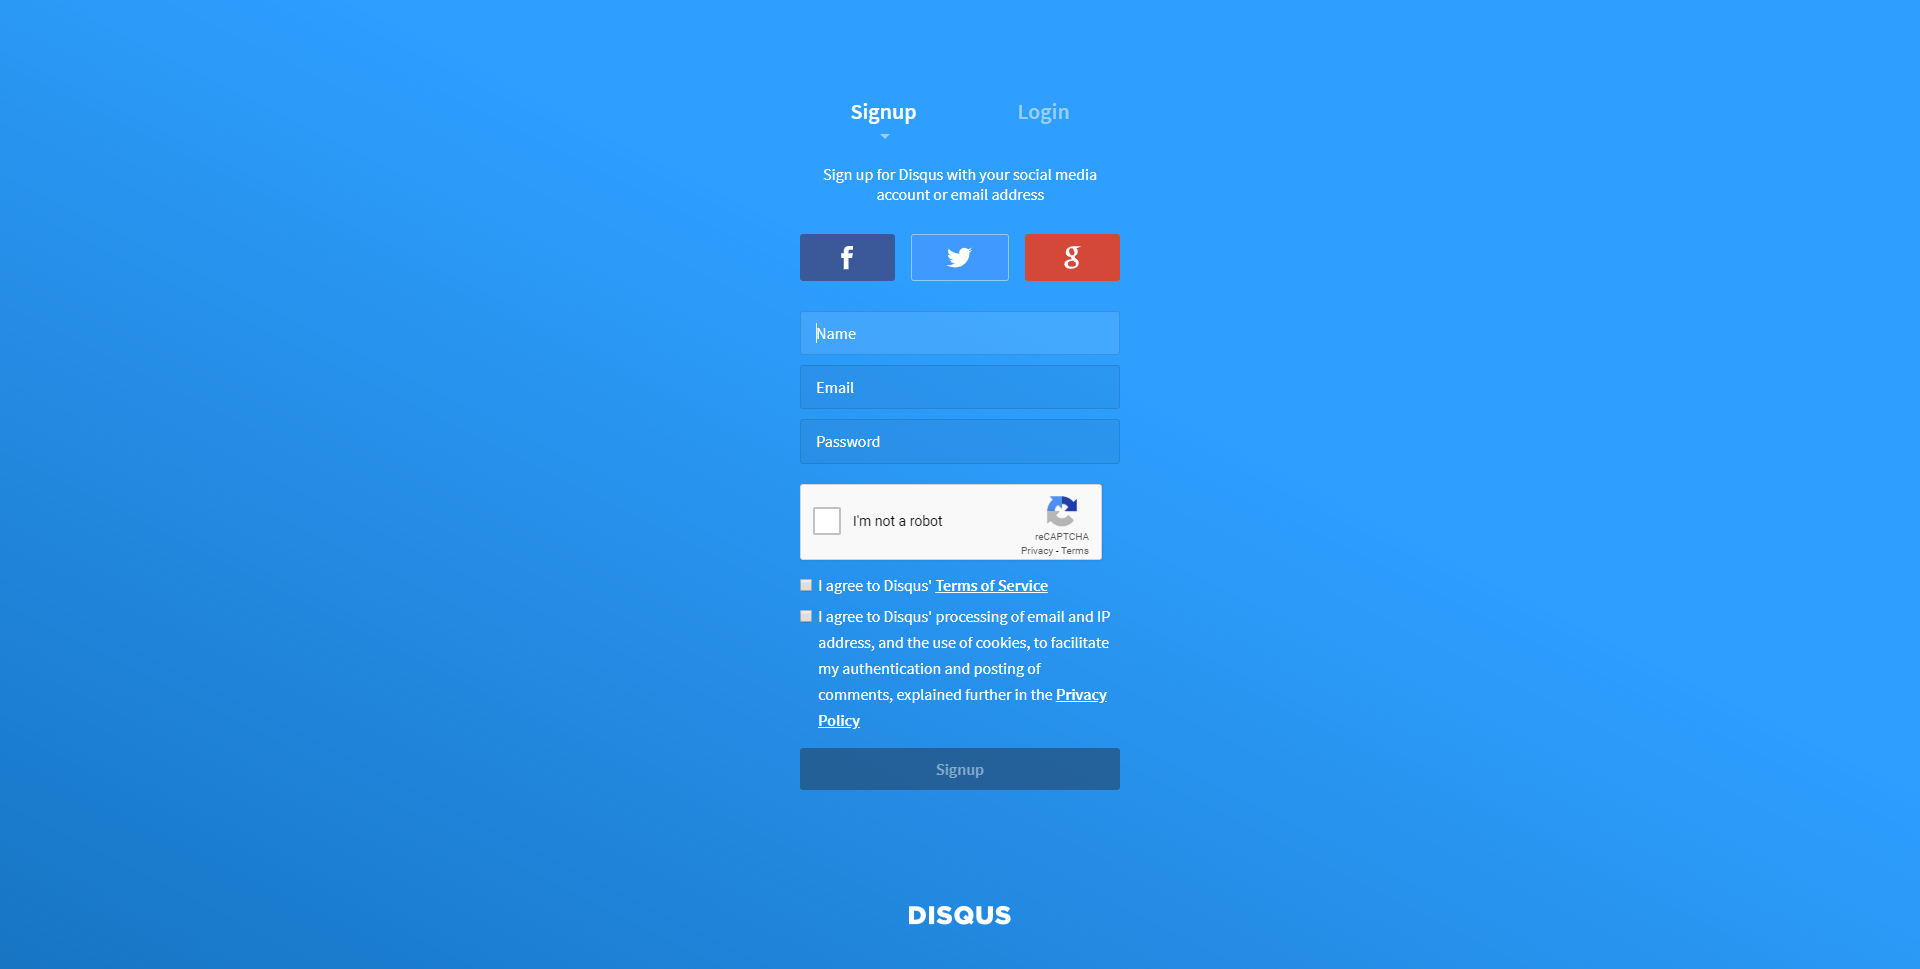 Signup
Login
Sign up for Disqus with your social media
account or email address
f
g
Name
Email
Password
I'm not a robot
reCAPTCHA
Privacy - Terms
I agree to Disqus' Terms of Service
I agree to Disqus' processing of email and IP
address, and the use of cookies, to facilitate
my authentication and posting of
comments, explained further in the Privacy
Policy
Signup
DISQUS